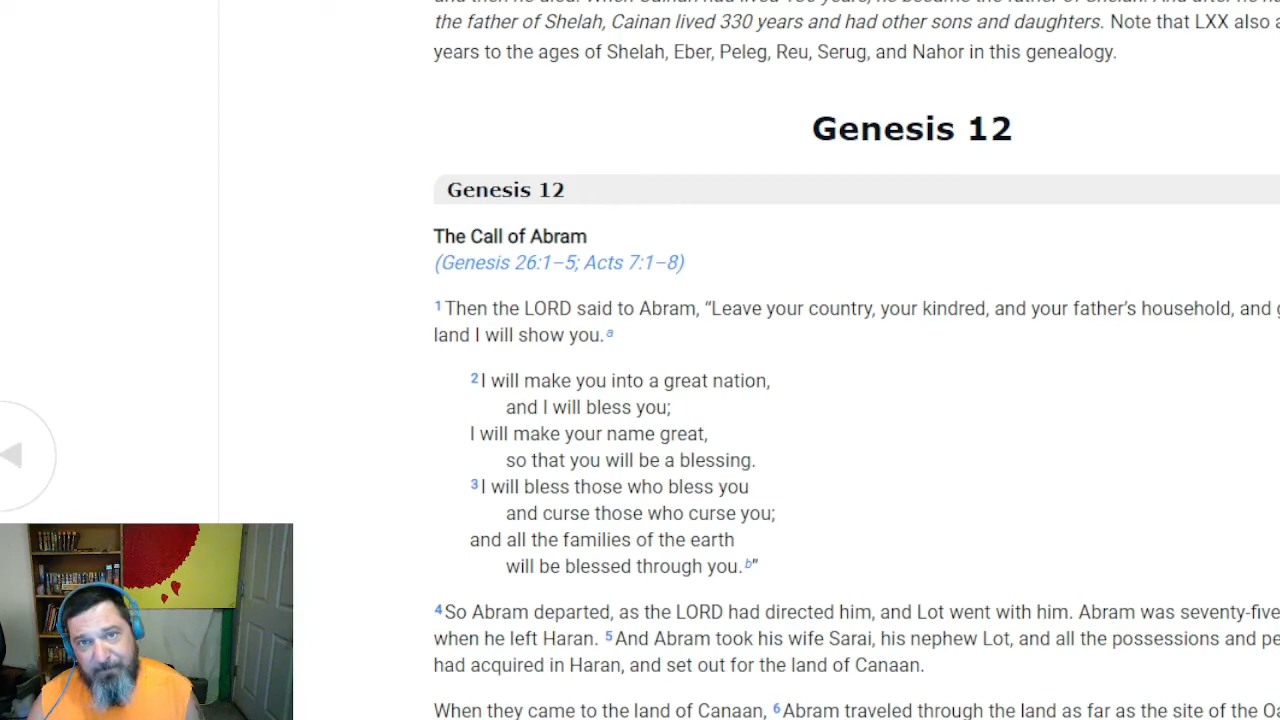 the father of Shelah, Cainan lived 330 years and had other sons and daughters. Note that LXX also
years to the ages of Shelah, Eber, Peleg, Reu, Serug, and Nahor in this genealogy.
Genesis 12
Genesis 12
The Call of Abram
(Genesis 26:1–5; Acts 7:1–8)
1 Then the LORD said to Abram, “Leave your country, your kindred, and your father’s household, and
land I will show you. a
2 I will make you into a great nation,
and I will bless you;
I will make your name great,
so that you will be a blessing.
3 I will bless those who bless you
and curse those who curse you;
and all the families of the earth
will be blessed through you. b”
4 So Abram departed, as the LORD had directed him, and Lot went with him. Abram was seventy-five
when he left Haran. 5 And Abram took his wife Sarai, his nephew Lot, and all the possessions and
had acquired in Haran, and set out for the land of Canaan.
When they came to the land of Canaan, 6 Abram traveled through the land as far as the site of the